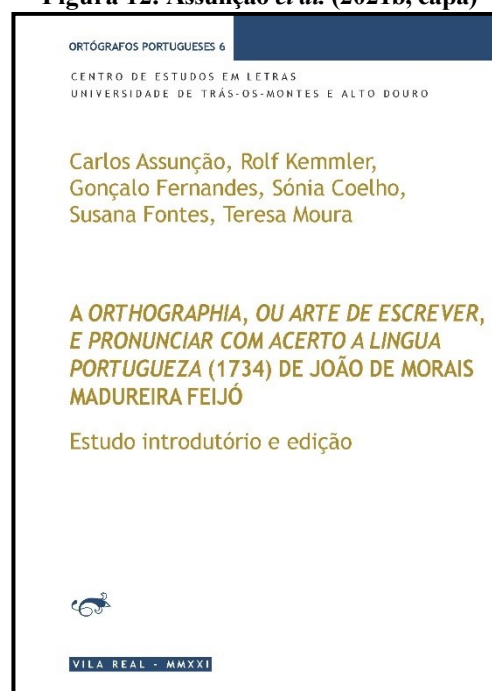 Figura 12: Assunção et al. (2021b, capa)
ORTÓGRAFOS PORTUGUESES 6
CENTRO DE ESTUDOS EM LETRAS
UNIVERSIDADE DE TRÁS-OS-MONTES E ALTO DOURO
Carlos Assunção, Rolf Kemmler,
Gonçalo Fernandes, Sónia Coelho,
Susana Fontes, Teresa Moura
A ORTHOGRAPHIA, OU ARTE DE ESCREVER,
E PRONUNCIAR COM ACERTO A LINGUA
PORTUGUEZA (1734) DE JOÃO DE MORAIS
MADUREIRA FEIJÓ
Estudo introdutório e edição
VILA REAL - MMXXI